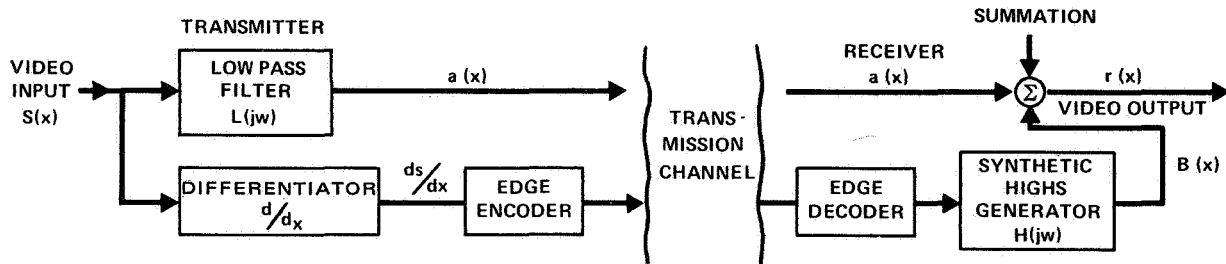 TRANSMITTER
VIDEO
INPUT
S(x)
LOW PASS
FILTER
L(jw)
a (x)
DIFFERENTIATOR
d/dx
ds/dx
EDGE
ENCODER
TRANS -
MISSION
CHANNEL
RECEIVER
a (x)
SUMMATION
Σ
r (x)
VIDEO OUTPUT
EDGE
DECODER
SYNTHETIC
HIGHS
GENERATOR
H(jw)
B (x)